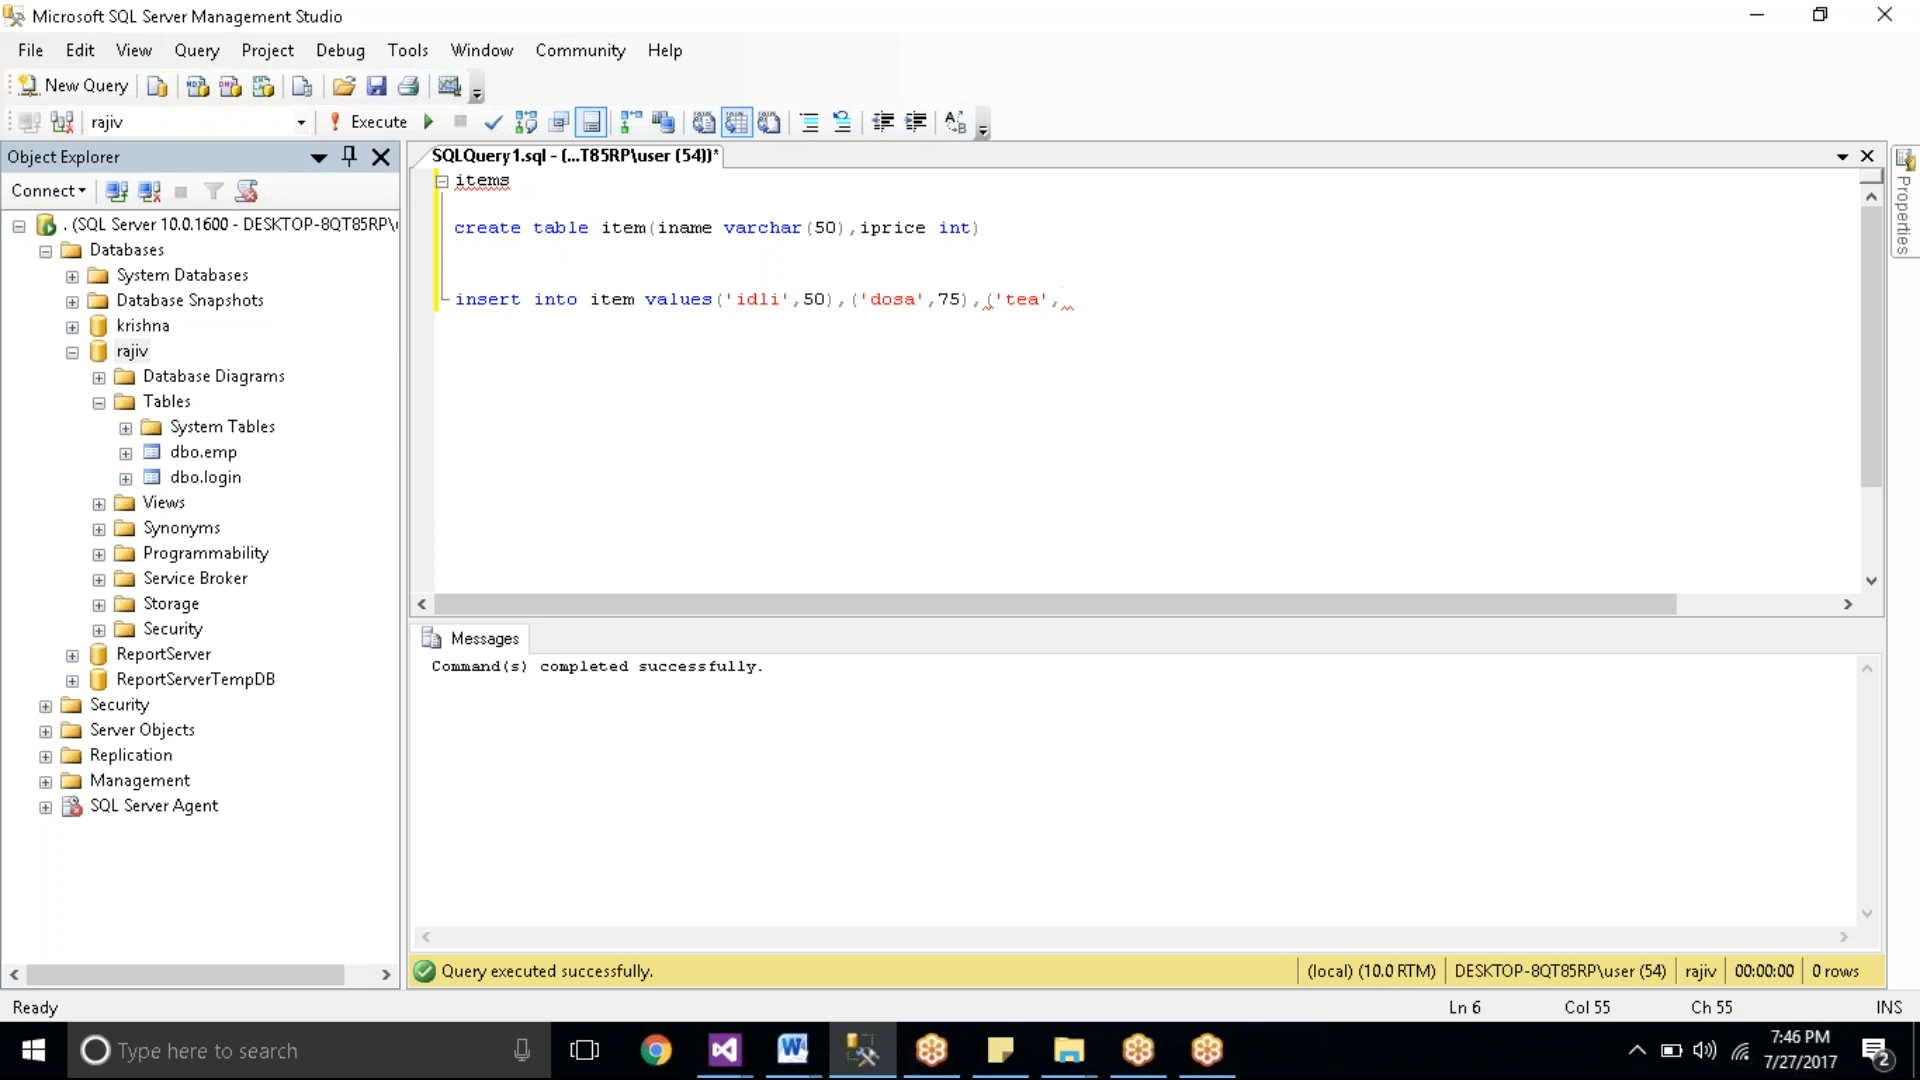 Microsoft SQL Server Management Studio
File Edit View Query Project Debug Tools Window Community Help
New Query
rajiv Execute
Object Explorer
SQLQuery1.sql - (...T85RP\user (54))*
Properties
Connect
items
create table item(iname varchar(50),iprice int)
insert into item values('idli',50),('dosa',75),('tea',
. (SQL Server 10.0.1600 - DESKTOP-8QT85RP\
Databases
System Databases
Database Snapshots
krishna
rajiv
Database Diagrams
Tables
System Tables
dbo.emp
dbo.login
Views
Synonyms
Programmability
Service Broker
Storage
Security
ReportServer
ReportServerTempDB
Security
Server Objects
Replication
Management
SQL Server Agent
Messages
Command(s) completed successfully.
Query executed successfully. (local) (10.0 RTM) DESKTOP-8QT85RP\user (54) rajiv 00:00:00 0 rows
Ready Ln 6 Col 55 Ch 55 INS
Type here to search
7:46 PM
7/27/2017
2